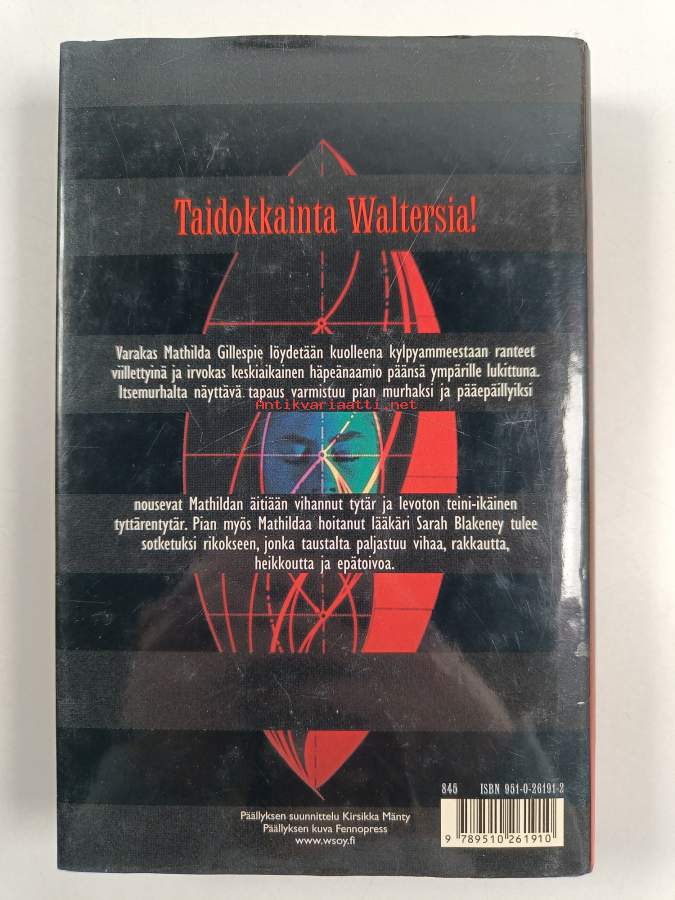 Taidokkainta Waltersia!
Varakas Mathilda Gillespie löydetään kuolleena kylpyammeestaan ranteet
viillettyinä ja irvokas keskiaikainen häpeänaamio päänsä ympärille lukittuna.
Itsemurhalta näyttävä tapaus varmistuu pian murhaksi ja pääepäillyiksi
Antikvariaatti.net
nousevat Mathildan äitiään vihannut tytär ja levoton teini-ikäinen
tyttärentytär. Pian myös Mathildaa hoitanut lääkäri Sarah Blakeney tulee
sotketuksi rikokseen, jonka taustalta paljastuu vihaa, rakkautta,
heikkoutta ja epätoivoa.
845 ISBN 951-0-26191-2
Päällyksen suunnittelu Kirsikka Mänty
Päällyksen kuva Fennopress
www.wsoy.fi
9 789510 261910